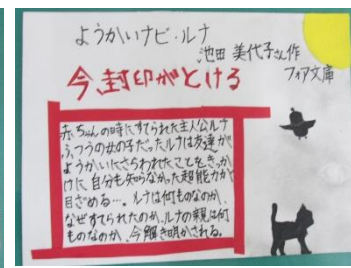 ようかいナビ・ルナ
池田 美代子さん作
フォア文庫
今、封印がとける
赤ちゃんの時にすてられた主人公ルナ
ふつうの女の子だったルナは友達が
ようかいにさらわれたことをきっか
けに、自分も知らなかった超能力が
目ざめる…。ルナは何ものなのか、
なぜすてられたのか、ルナの親は何
ものなのか、今解き明かされる。